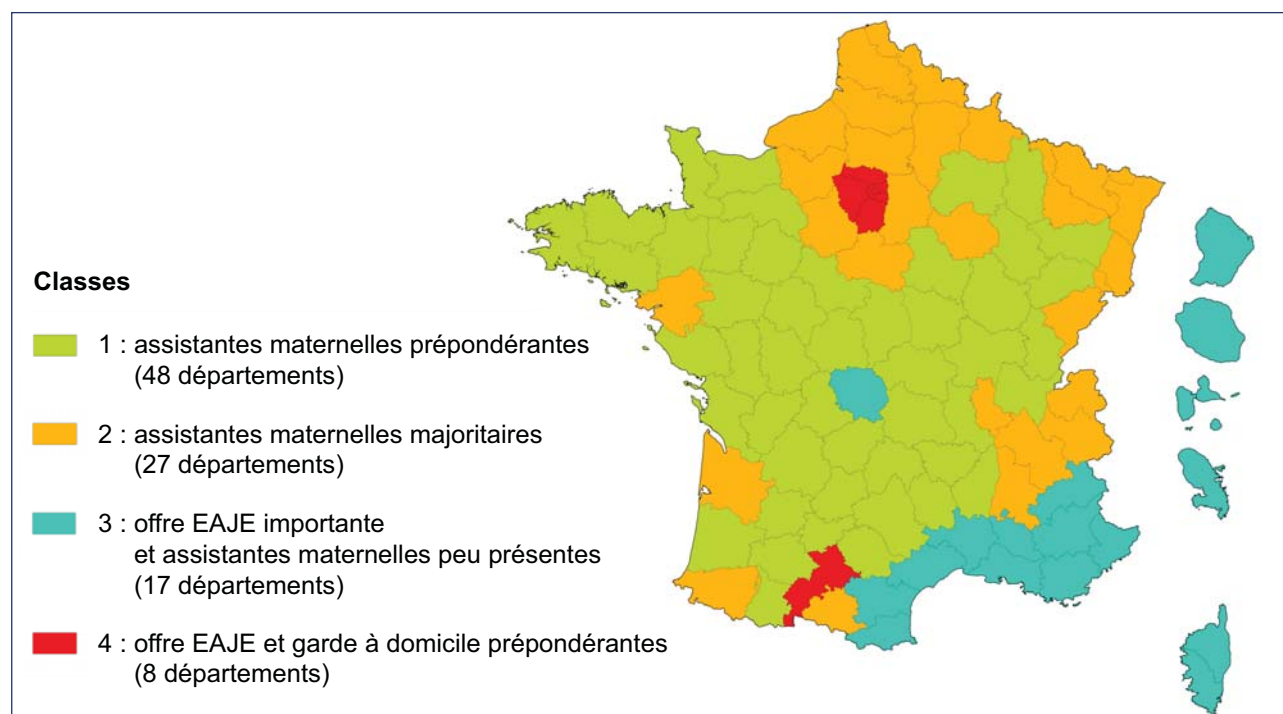 Classes
1 : assistantes maternelles prépondérantes
(48 départements)
2 : assistantes maternelles majoritaires
(27 départements)
3 : offre EAJE importante
et assistantes maternelles peu présentes
(17 départements)
4 : offre EAJE et garde à domicile prépondérantes
(8 départements)